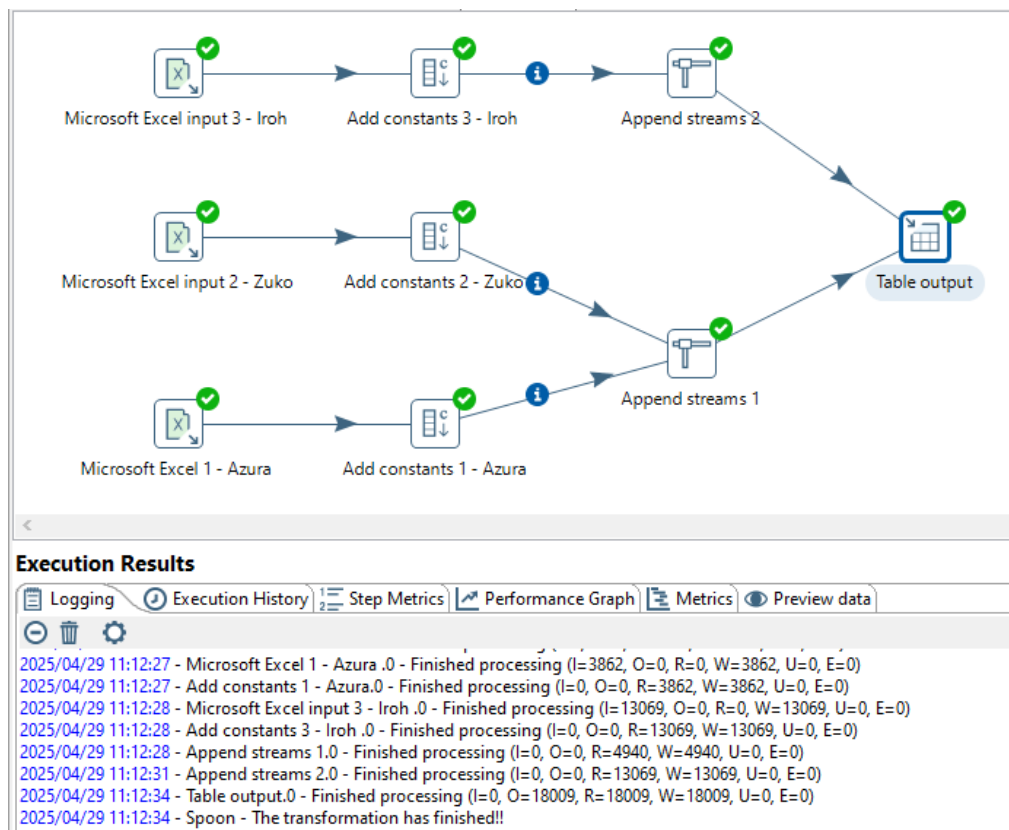 Microsoft Excel input 3 - Iroh
Add constants 3 - Iroh
Append streams 2
Microsoft Excel input 2 - Zuko
Add constants 2 - Zuko
Table output
Append streams 1
Microsoft Excel 1 - Azura
Add constants 1 - Azura
Execution Results
Logging
Execution History
Step Metrics
Performance Graph
Metrics
Preview data
2025/04/29 11:12:27 - Microsoft Excel 1 - Azura .0 - Finished processing (I=3862, O=0, R=0, W=3862, U=0, E=0)
2025/04/29 11:12:27 - Add constants 1 - Azura.0 - Finished processing (I=0, O=0, R=3862, W=3862, U=0, E=0)
2025/04/29 11:12:28 - Microsoft Excel input 3 - Iroh .0 - Finished processing (I=13069, O=0, R=0, W=13069, U=0, E=0)
2025/04/29 11:12:28 - Add constants 3 - Iroh .0 - Finished processing (I=0, O=0, R=13069, W=13069, U=0, E=0)
2025/04/29 11:12:28 - Append streams 1.0 - Finished processing (I=0, O=0, R=4940, W=4940, U=0, E=0)
2025/04/29 11:12:31 - Append streams 2.0 - Finished processing (I=0, O=0, R=13069, W=13069, U=0, E=0)
2025/04/29 11:12:34 - Table output.0 - Finished processing (I=0, O=18009, R=18009, W=18009, U=0, E=0)
2025/04/29 11:12:34 - Spoon - The transformation has finished!!